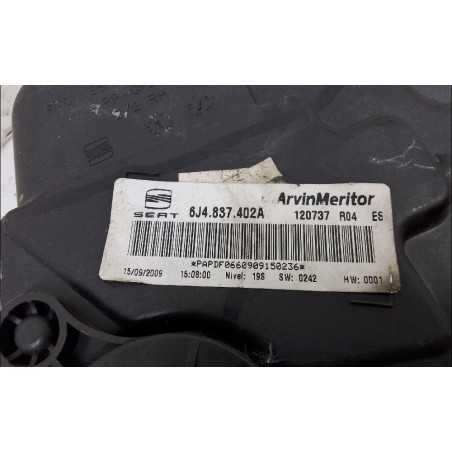 ArvinMeritor
SEAT 6J4.837.402A 120737 R04 ES
*PAPDF0660909150236*
15/09/2009 15:08:00 Nivel: 19S SW: 0242 HW: 0001